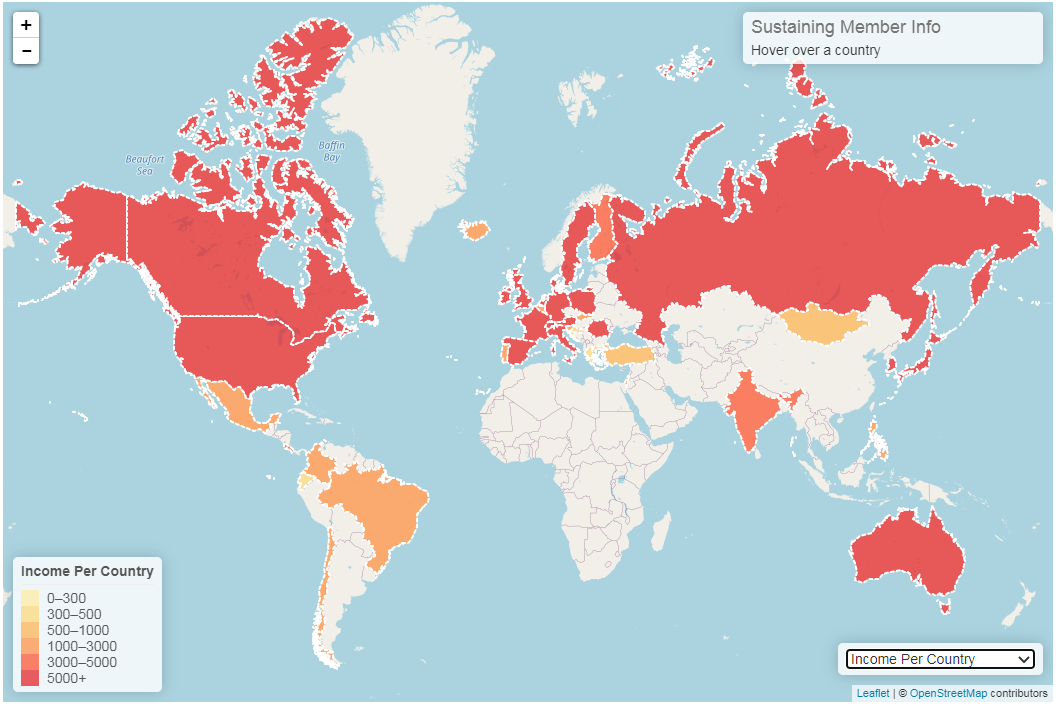 +
−
Sustaining Member Info
Hover over a country
Beaufort
Sea
Baffin
Bay
Income Per Country
0–300
300–500
500–1000
1000–3000
3000–5000
5000+
Income Per Country
Leaflet | © OpenStreetMap contributors